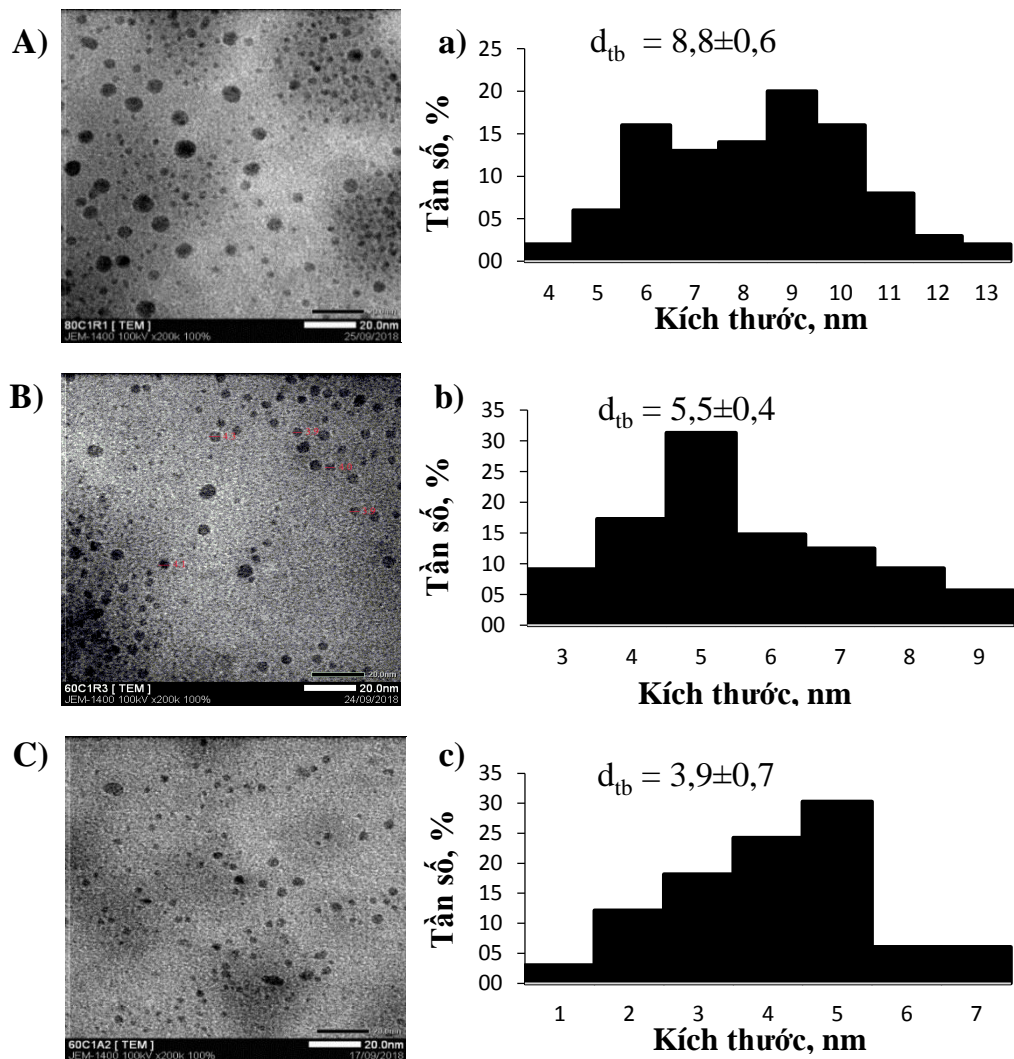 A)
80C1R1 [ TEM ]
20.0nm
JEM-1400 100kV x200k 100%
25/09/2018
a)
d_tb = 8,8±0,6
Tần số, %
25
20
15
10
05
00
4 5 6 7 8 9 10 11 12 13
Kích thước, nm
B)
20.0nm
60C1R3 [ TEM ]
20.0nm
JEM-1400 100kV x200k 100%
24/09/2018
b)
d_tb = 5,5±0,4
Tần số, %
35
30
25
20
15
10
05
00
3 4 5 6 7 8 9
Kích thước, nm
C)
60C1A2 [ TEM ]
20.0nm
JEM-1400 100kV x200k 100%
17/09/2018
c)
d_tb = 3,9±0,7
Tần số, %
35
30
25
20
15
10
05
00
1 2 3 4 5 6 7
Kích thước, nm